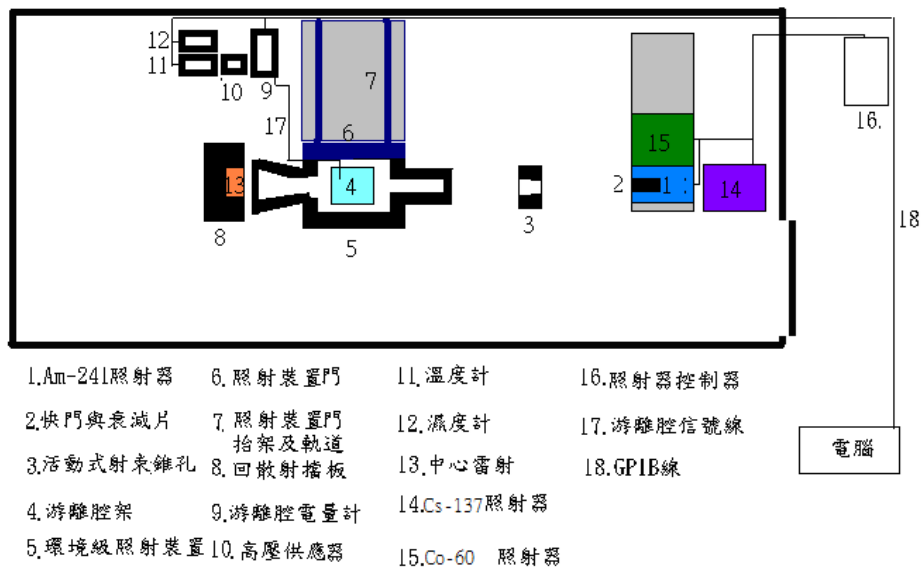 12
11
10
9
17
7
6
13
4
8
5
3
15
2
1
14
16.
18
電腦
1.Am-241照射器
2.快門與衰減片
3.活動式射束錐孔
4.游離腔架
5.環境級照射裝置
6.照射裝置門
7.照射裝置門
抬架及軌道
8.回散射擋板
9.游離腔電量計
10.高壓供應器
11.溫度計
12.濕度計
13.中心雷射
14.Cs-137照射器
15.Co-60 照射器
16.照射器控制器
17.游離腔信號線
18.GPIB線